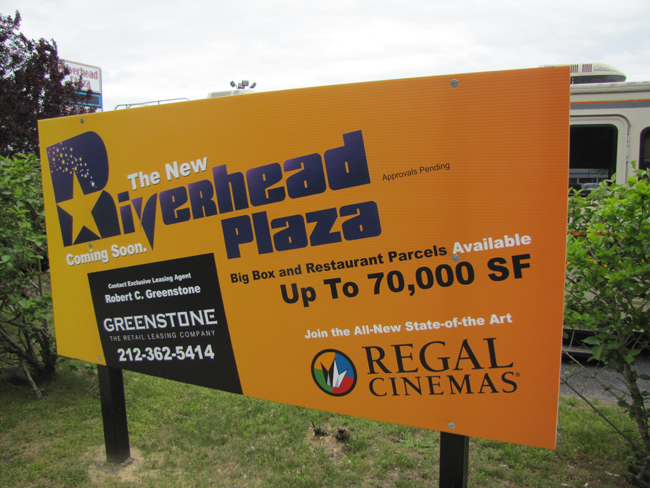 Riverhead
Plaza
The New
Riverhead
Plaza
Approvals Pending
Coming Soon.
Big Box and Restaurant Parcels Available
Up To 70,000 SF
Contact Exclusive Leasing Agent
Robert C. Greenstone
GREENSTONE
THE RETAIL LEASING COMPANY
212-362-5414
Join the All-New State-of-the Art
REGAL
CINEMAS®